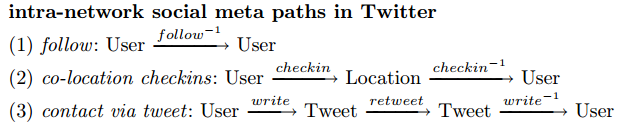 intra-network social meta paths in Twitter
(1) follow: User follow⁻¹→ User
(2) co-location checkins: User checkin→ Location checkin⁻¹→ User
(3) contact via tweet: User write→ Tweet retweet→ Tweet write⁻¹→ User